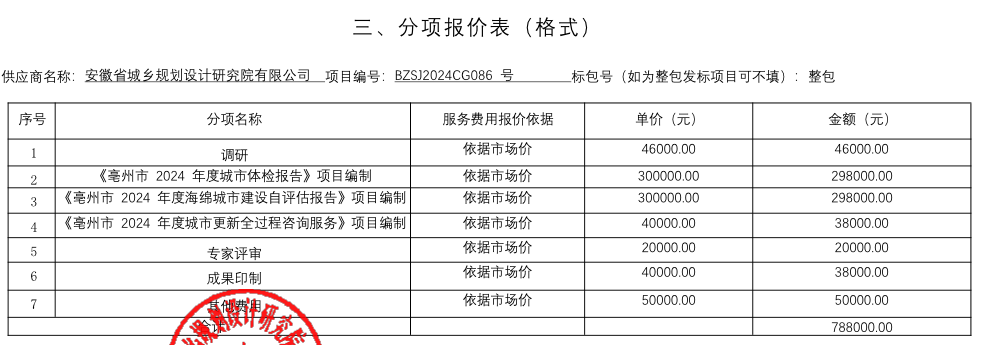 三、分项报价表（格式）
供应商名称：安徽省城乡规划设计研究院有限公司 项目编号：BZSJ2024CG086 号 标包号（如为整包发标项目可不填）：整包
序号 分项名称 服务费用报价依据 单价（元） 金额（元）
1 调研 依据市场价 46000.00 46000.00
2 《亳州市 2024 年度城市体检报告》项目编制 依据市场价 300000.00 298000.00
3 《亳州市 2024 年度海绵城市建设自评估报告》项目编制 依据市场价 300000.00 298000.00
4 《亳州市 2024 年度城市更新全过程咨询服务》项目编制 依据市场价 40000.00 38000.00
5 专家评审 依据市场价 20000.00 20000.00
6 成果印制 依据市场价 40000.00 38000.00
7 其他费用 依据市场价 50000.00 50000.00
合计 788000.00
规划设计研究院